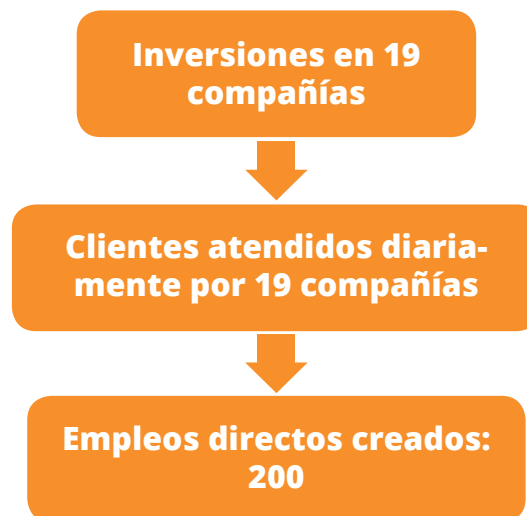 Inversiones en 19
compañías
Clientes atendidos diaria-
mente por 19 compañías
Empleos directos creados:
200